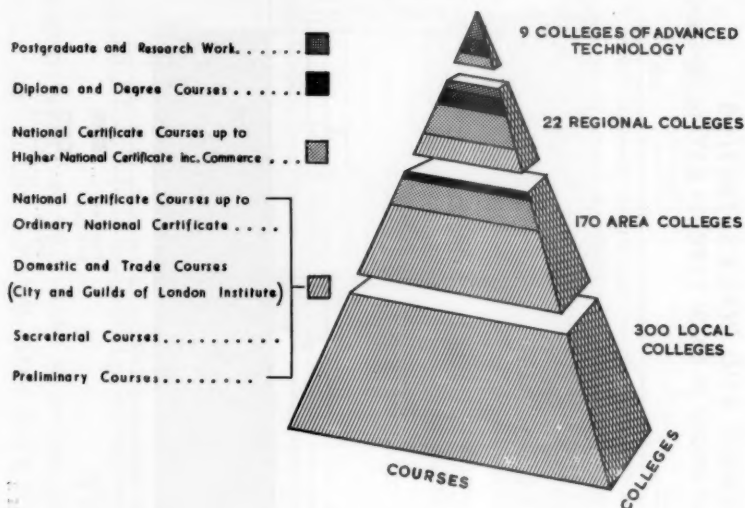 Postgraduate and Research Work . . . . . .
Diploma and Degree Courses . . . . . .
National Certificate Courses up to
Higher National Certificate inc. Commerce . . .
National Certificate Courses up to
Ordinary National Certificate . . . .
Domestic and Trade Courses
(City and Guilds of London Institute)
Secretarial Courses . . . . . . . . .
Preliminary Courses . . . . . . . .
9 COLLEGES OF ADVANCED
TECHNOLOGY
22 REGIONAL COLLEGES
170 AREA COLLEGES
300 LOCAL
COLLEGES
COURSES
COLLEGES